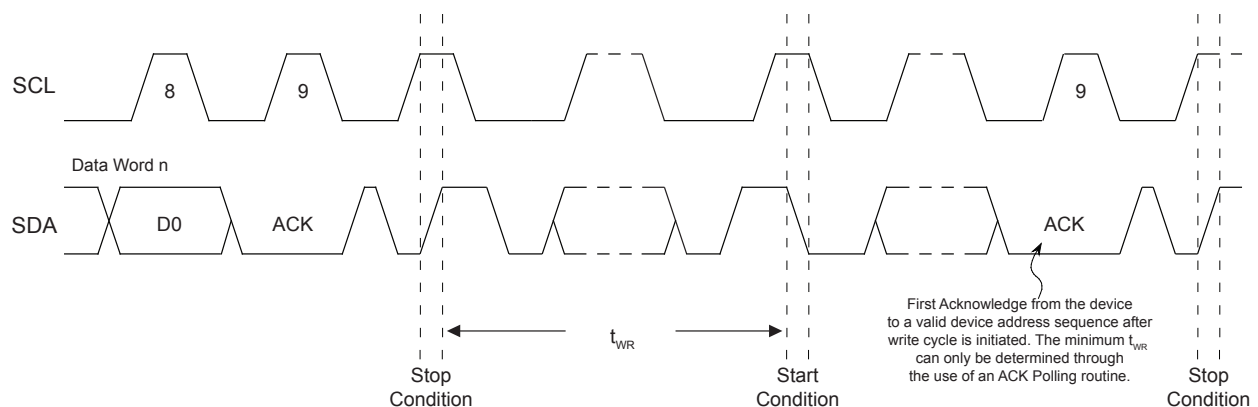 SCL
8
9
9
Data Word n
SDA
D0
ACK
ACK
First Acknowledge from the device
to a valid device address sequence after
write cycle is initiated. The minimum tWR
can only be determined through
the use of an ACK Polling routine.
tWR
Stop
Condition
Start
Condition
Stop
Condition